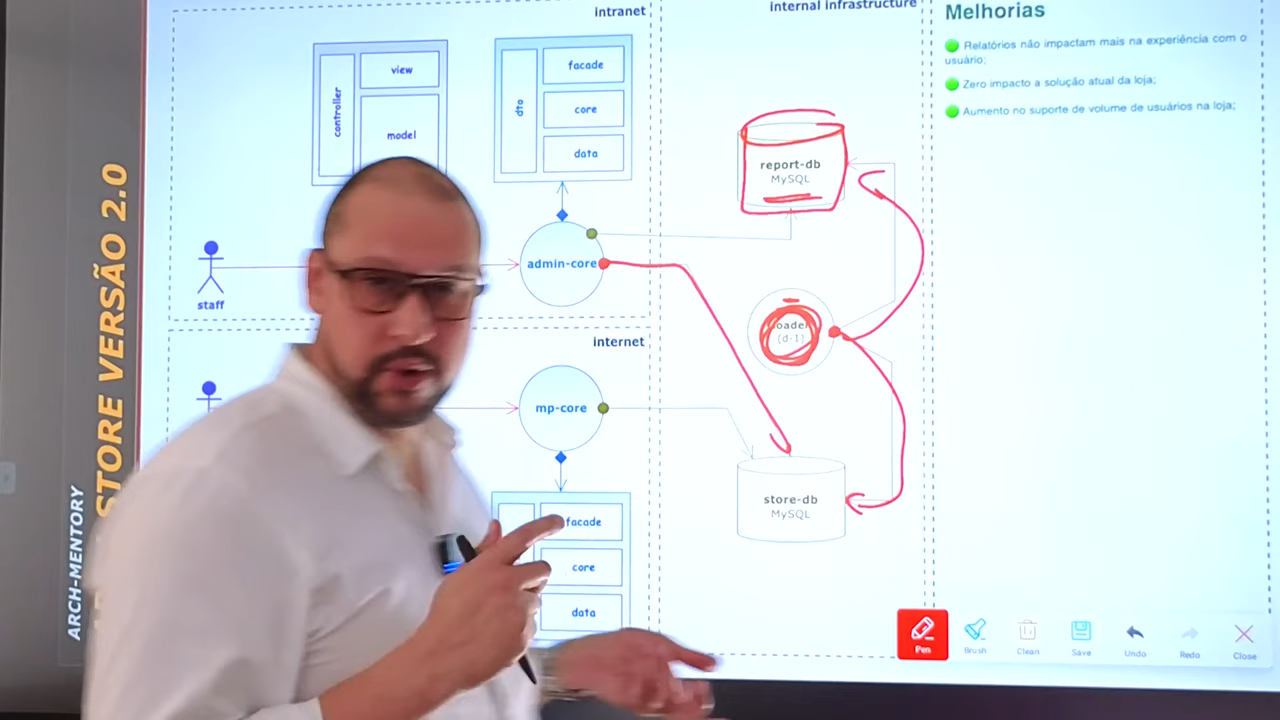 intranet
internal infrastructure
Melhorias
Relatórios não impactam mais na experiência com o
usuário;
Zero impacto a solução atual da loja;
Aumento no suporte de volume de usuários na loja;
controller
view
model
dto
facade
core
data
report-db
MySQL
admin-core
staff
internet
(d-1)
mp-core
store-db
MySQL
facade
core
data
STORE VERSÃO 2.0
ARCH-MENTORY
Pen
Brush
Clean
Save
Undo
Redo
Close